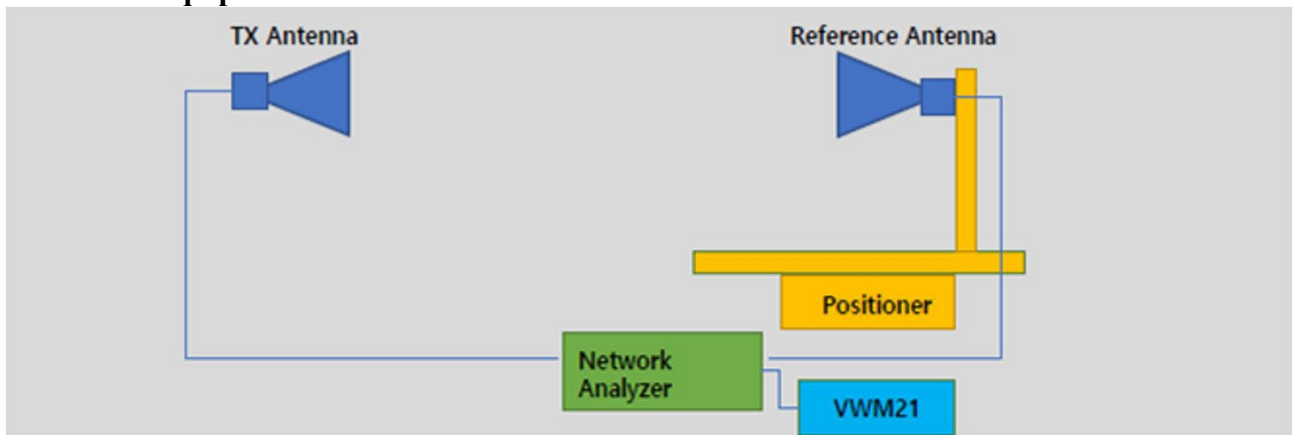 TX Antenna
Reference Antenna
Positioner
Network
Analyzer
VWM21